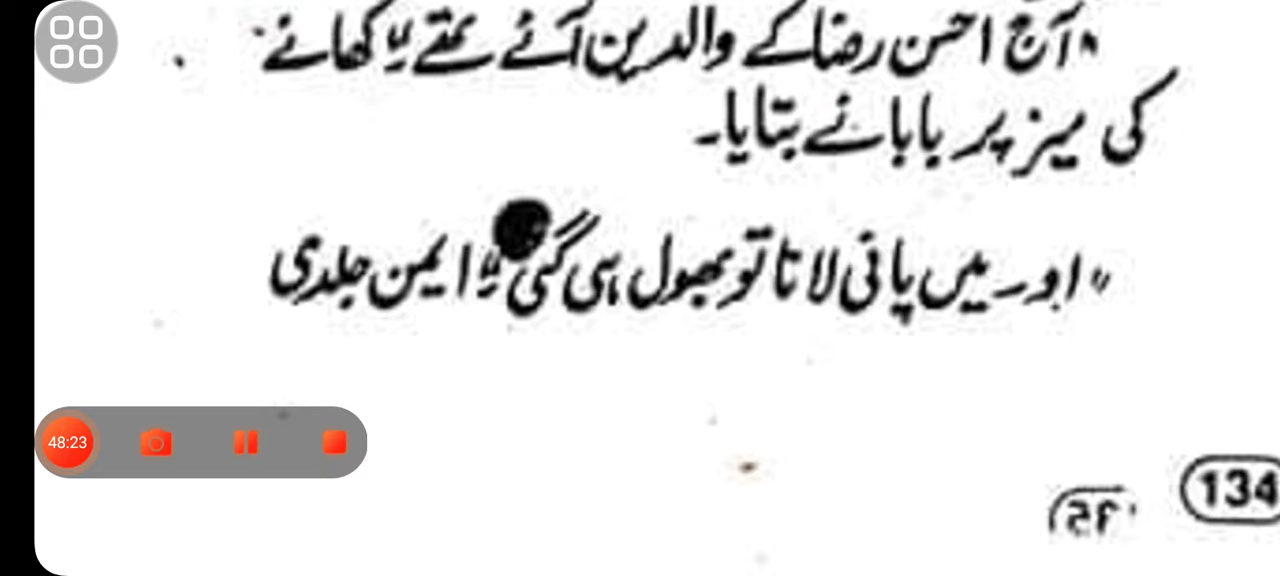 "آج احسن رضا کے والدین آئے تھے" کھانے
کی میز پر بابا نے بتایا۔
"اور میں پانی لانا تو بھول ہی گئی" ایمن جلدی
48:23
134